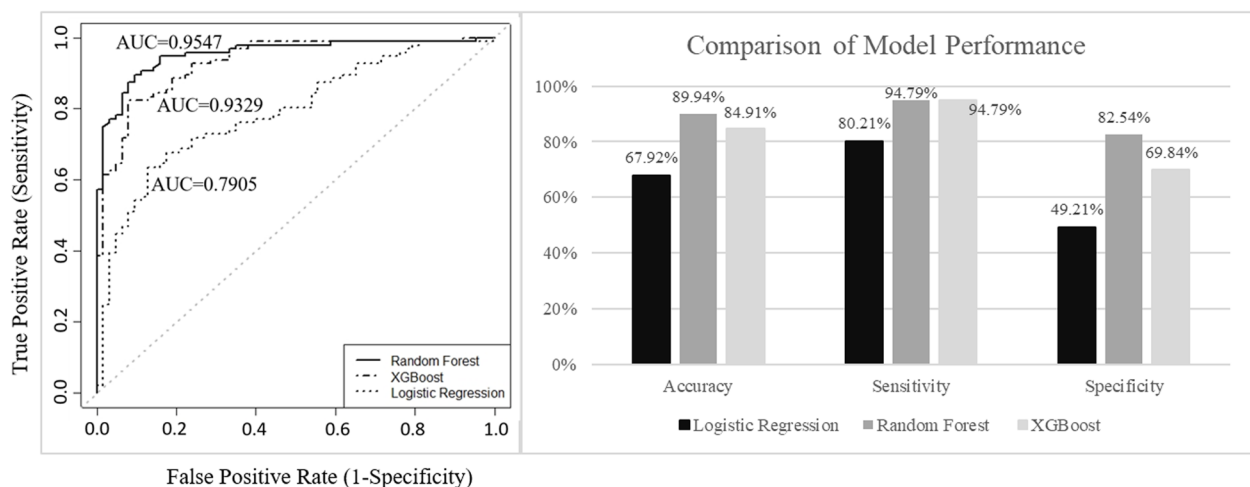 True Positive Rate (Sensitivity)
1.0
0.8
0.6
0.4
0.2
0.0
AUC=0.9547
AUC=0.9329
AUC=0.7905
Random Forest
XGBoost
Logistic Regression
0.0 0.2 0.4 0.6 0.8 1.0
False Positive Rate (1-Specificity)
Comparison of Model Performance
100%
80%
60%
40%
20%
0%
67.92% 89.94% 84.91%
80.21% 94.79% 94.79%
49.21% 82.54% 69.84%
Accuracy Sensitivity Specificity
Logistic Regression Random Forest XGBoost